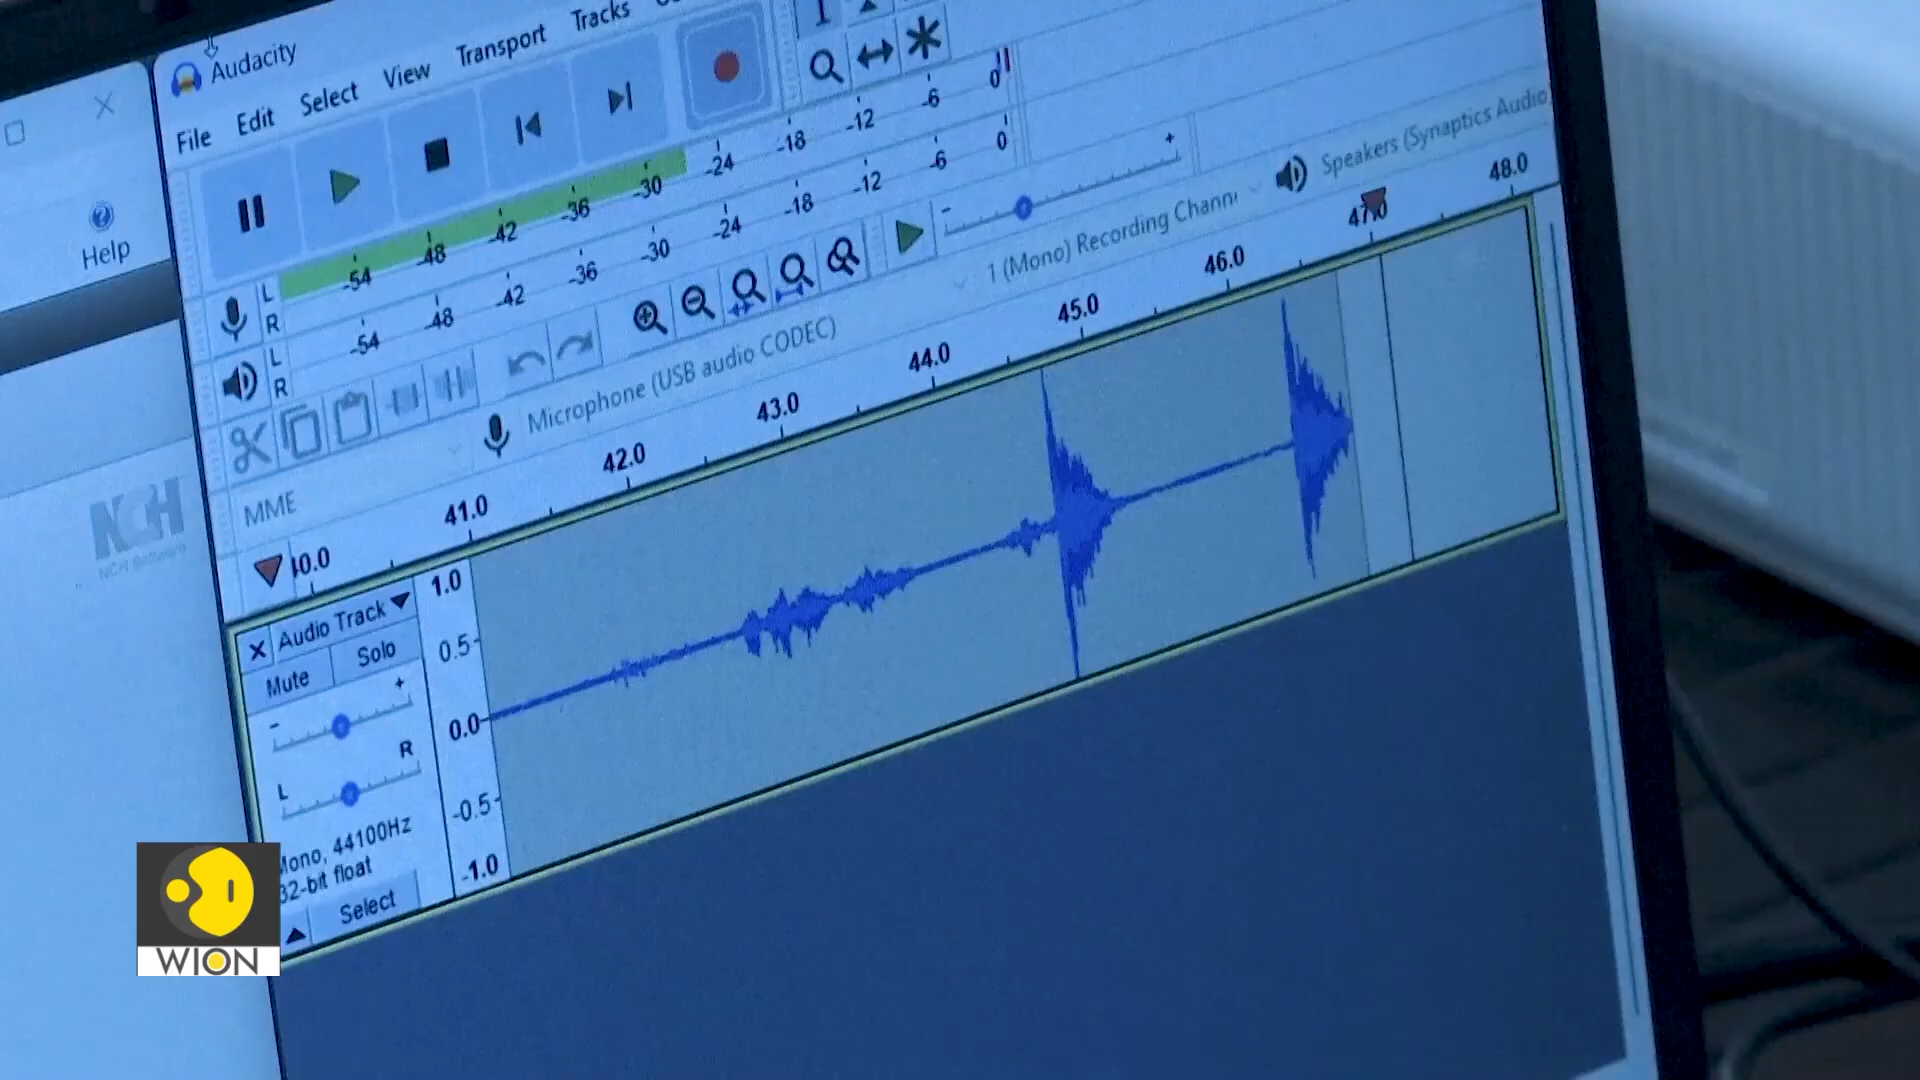 Audacity
File Edit Select View Transport Tracks
Help
L
R
-54 -48 -42 -36 -30 -24 -18 -12 -6 0
L
R
-54 -48 -42 -36 -30 -24 -18 -12 -6 0
- +
MME
Microphone (USB audio CODEC)
1 (Mono) Recording Chann
Speakers (Synaptics Audio
41.0 42.0 43.0 44.0 45.0 46.0 47.0 48.0
X Audio Track
Mute Solo
- +
L R
Mono, 44100Hz
32-bit float
Select
1.0
0.5
0.0
-0.5
-1.0
NCH
NCH Software
WION